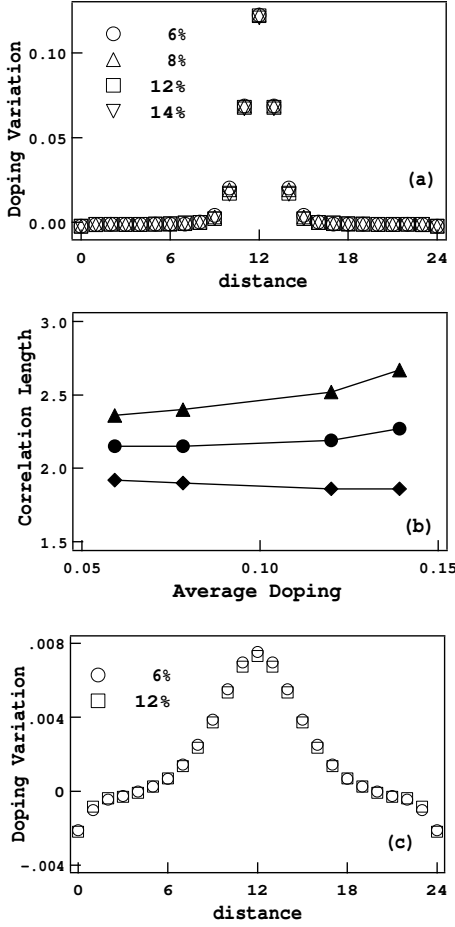 6%
8%
12%
14%
0.10
0.05
0.00
Doping Variation
(a)
0 6 12 18 24
distance
3.0
2.5
2.0
1.5
Correlation Length
(b)
0.05 0.10 0.15
Average Doping
.008
.004
0
-.004
Doping Variation
6%
12%
(c)
0 6 12 18 24
distance